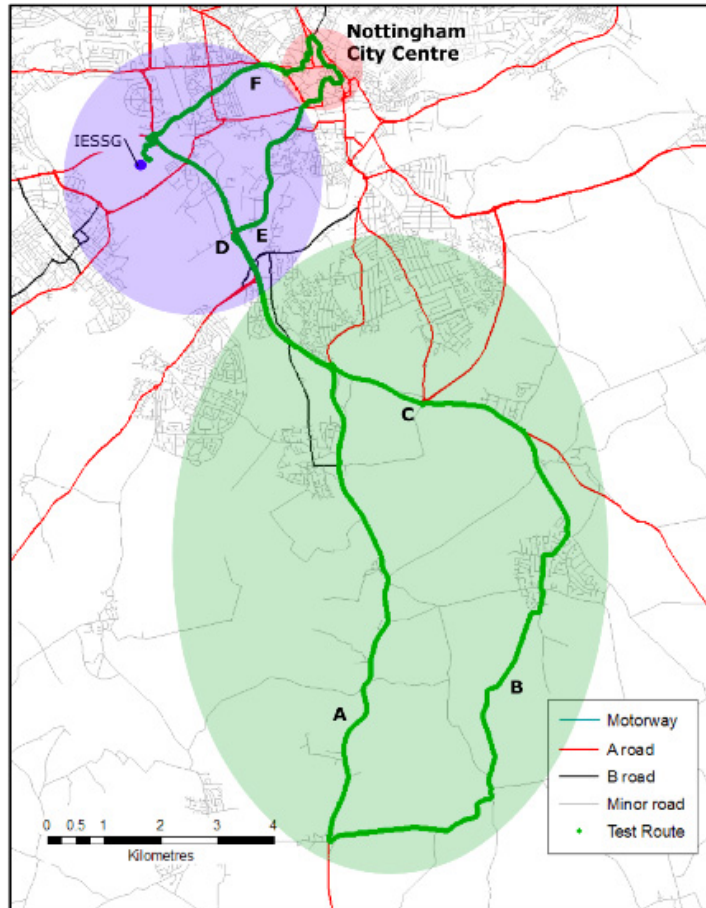 Nottingham
City Centre
F
IESSG
E
D
C
B
A
Motorway
A road
B road
Minor road
Test Route
0 0.5 1 2 3 4
Kilometres